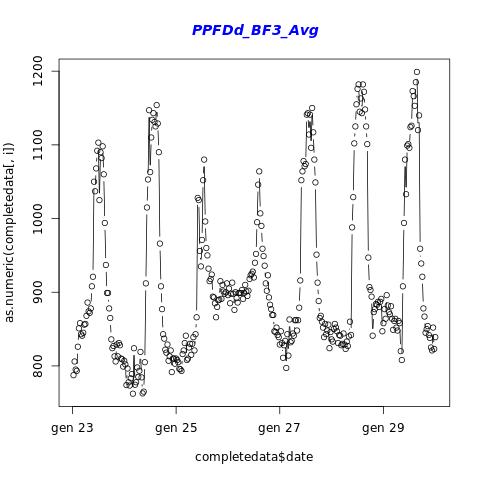 PPFDd_BF3_Avg
as.numeric(completedata[, i])
1200
1100
1000
900
800
gen 23 gen 25 gen 27 gen 29
completedata$date